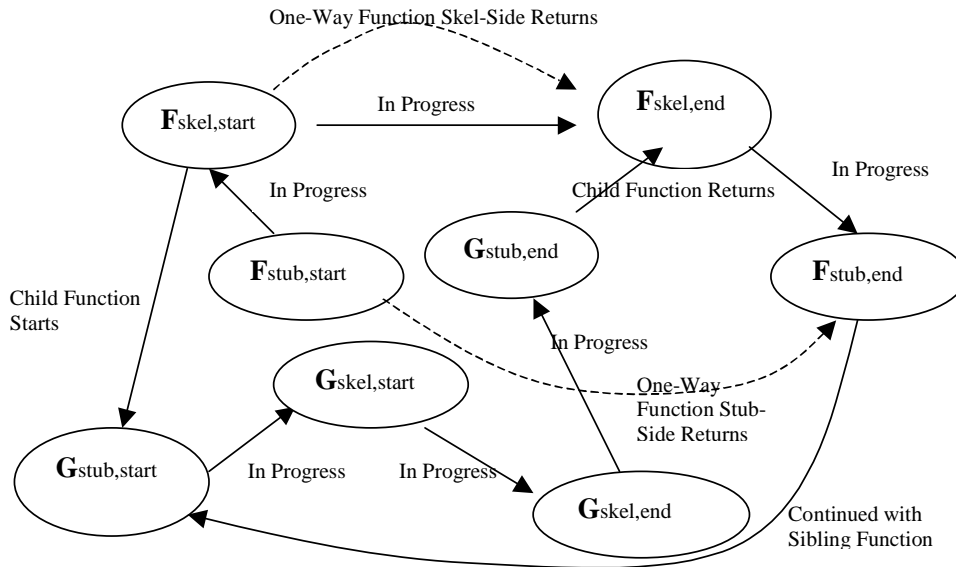 One-Way Function Skel-Side Returns
Fskel,start
In Progress
Fskel,end
In Progress
Child Function Returns
In Progress
Fstub,start
Gstub,end
Fstub,end
Child Function
Starts
In Progress
Gskel,start
One-Way
Function Stub-
Side Returns
Gstub,start
In Progress
In Progress
Gskel,end
Continued with
Sibling Function